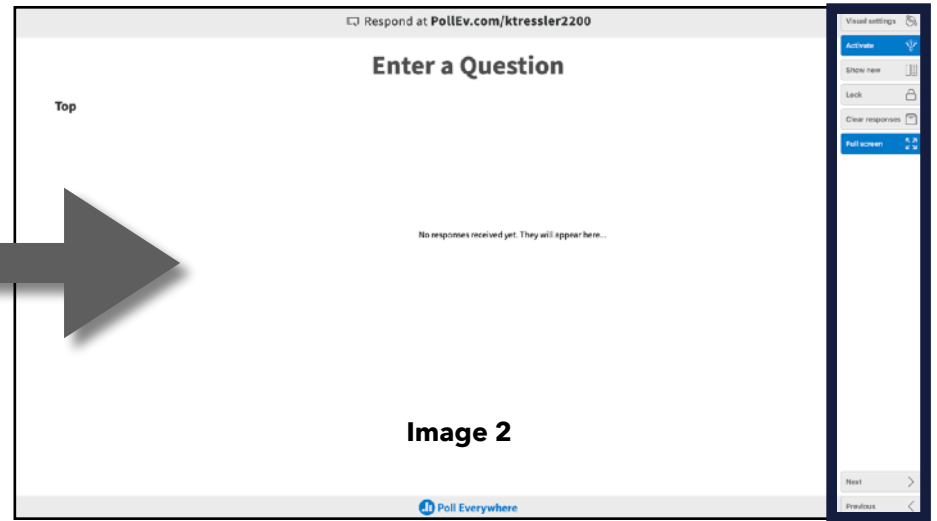 Respond at PollEv.com/ktressler2200
Enter a Question
Top
No responses received yet. They will appear here...
Image 2
Poll Everywhere
Visual settings
Activate
Show new
Lock
Clear responses
Full screen
Next
Previous